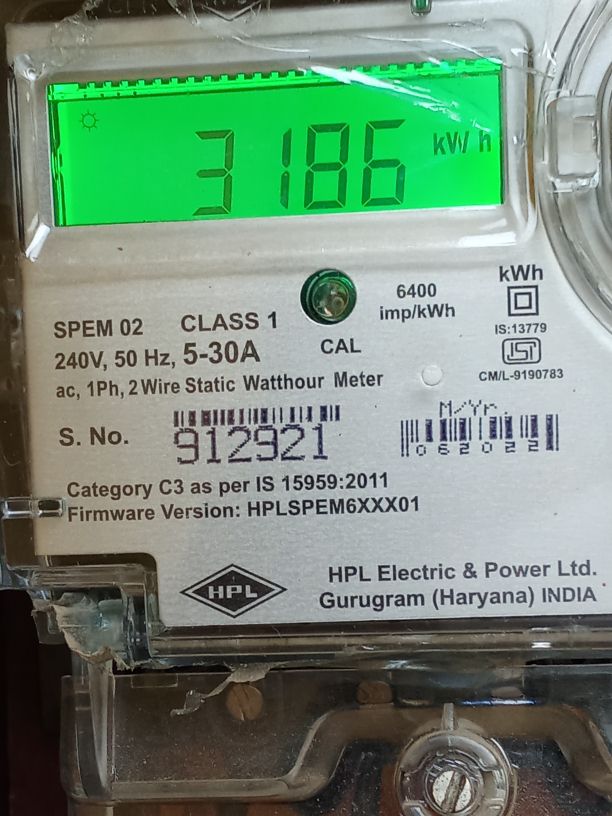 3186 kWh
6400
imp/kWh
kWh
IS:13779
ISI
CM/L-9190783
SPEM 02 CLASS 1
240V, 50 Hz, 5-30A
CAL
ac, 1Ph, 2 Wire Static Watthour Meter
S. No. 912921
M/Yr.
062022
Category C3 as per IS 15959:2011
Firmware Version: HPLSPEM6XXX01
HPL
HPL Electric & Power Ltd.
Gurugram (Haryana) INDIA